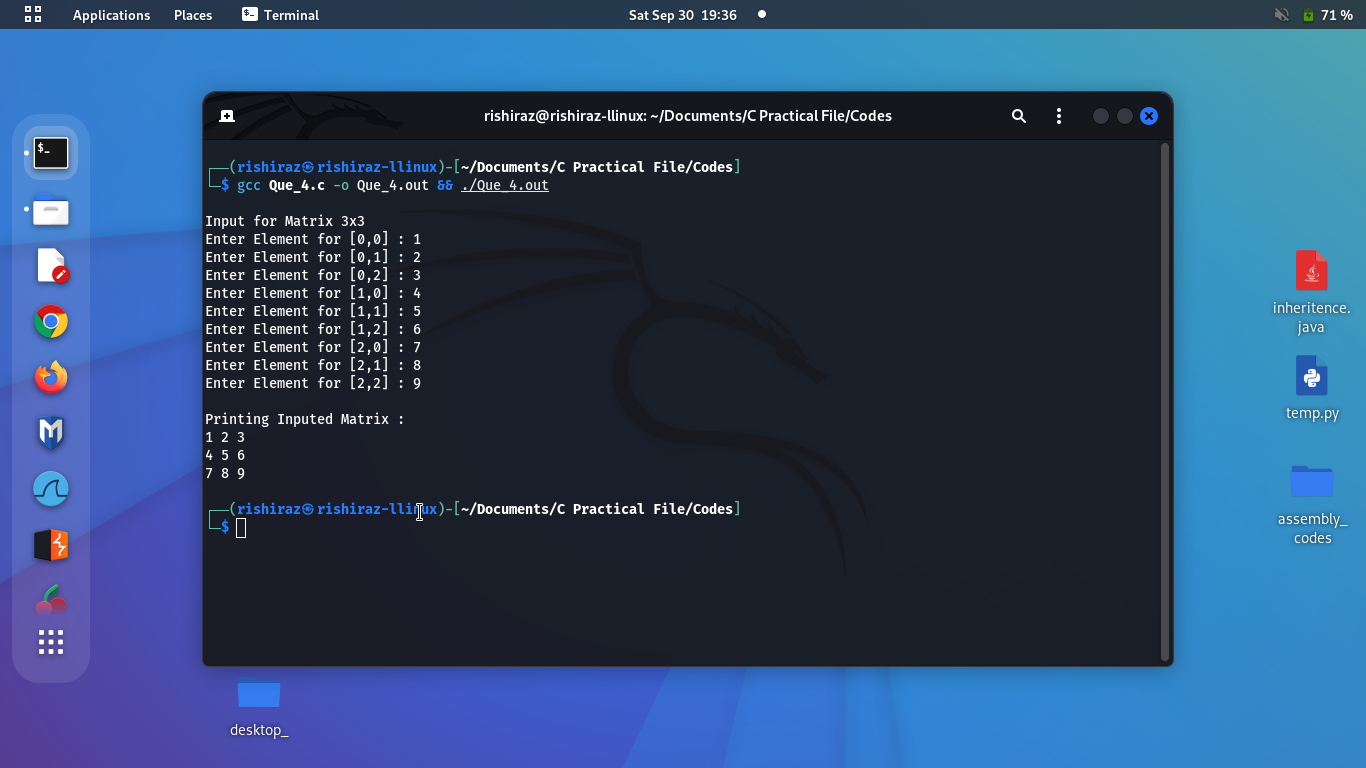 Applications Places Terminal Sat Sep 30 19:36 71 %
rishiraz@rishiraz-llinux: ~/Documents/C Practical File/Codes
┌──(rishiraz㉿rishiraz-llinux)-[~/Documents/C Practical File/Codes]
└─$ gcc Que_4.c -o Que_4.out && ./Que_4.out
Input for Matrix 3x3
Enter Element for [0,0] : 1
Enter Element for [0,1] : 2
Enter Element for [0,2] : 3
Enter Element for [1,0] : 4
Enter Element for [1,1] : 5
Enter Element for [1,2] : 6
Enter Element for [2,0] : 7
Enter Element for [2,1] : 8
Enter Element for [2,2] : 9
Printing Inputed Matrix :
1 2 3
4 5 6
7 8 9
┌──(rishiraz㉿rishiraz-llinux)-[~/Documents/C Practical File/Codes]
└─$
$_
inheritence.
java
temp.py
assembly_
codes
desktop_